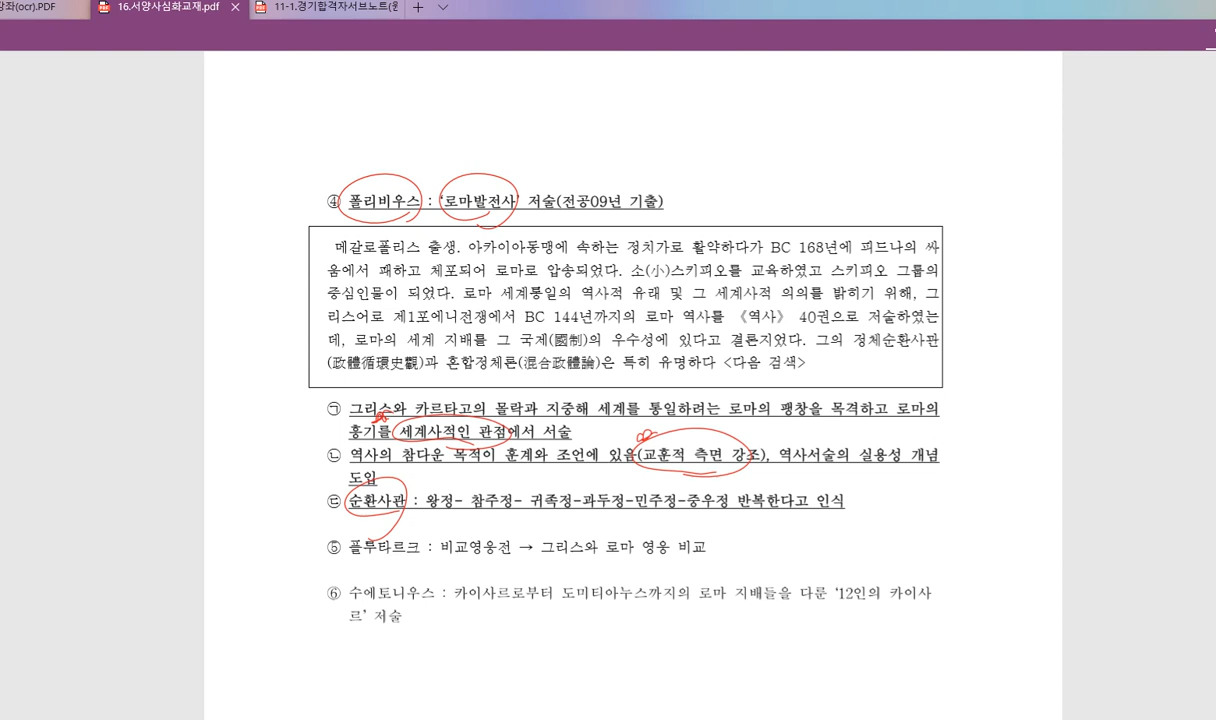 강좌(ocr).PDF
16.서양사심화교재.pdf
11-1.경기합격자서브노트(원
④ 폴리비우스 : ‘로마발전사’ 저술(전공09년 기출)
메갈로폴리스 출생. 아카이아동맹에 속하는 정치가로 활약하다가 BC 168년에 피드나의 싸
움에서 패하고 체포되어 로마로 압송되었다. 소(小)스키피오를 교육하였고 스키피오 그룹의
중심인물이 되었다. 로마 세계통일의 역사적 유래 및 그 세계사적 의의를 밝히기 위해, 그
리스어로 제1포에니전쟁에서 BC 144년까지의 로마 역사를 《역사》 40권으로 저술하였는
데, 로마의 세계 지배를 그 국제(國制)의 우수성에 있다고 결론지었다. 그의 정체순환사관
(政體循環史觀)과 혼합정체론(混合政體論)은 특히 유명하다 <다음 검색>
㉠ 그리스와 카르타고의 몰락과 지중해 세계를 통일하려는 로마의 팽창을 목격하고 로마의
흥기를 세계사적인 관점에서 서술
㉡ 역사의 참다운 목적이 훈계와 조언에 있음(교훈적 측면 강조), 역사서술의 실용성 개념
도입
㉢ 순환사관 : 왕정- 참주정- 귀족정-과두정-민주정-중우정 반복한다고 인식
⑤ 플루타르크 : 비교영웅전 → 그리스와 로마 영웅 비교
⑥ 수에토니우스 : 카이사르로부터 도미티아누스까지의 로마 지배들을 다룬 ‘12인의 카이사
르’ 저술